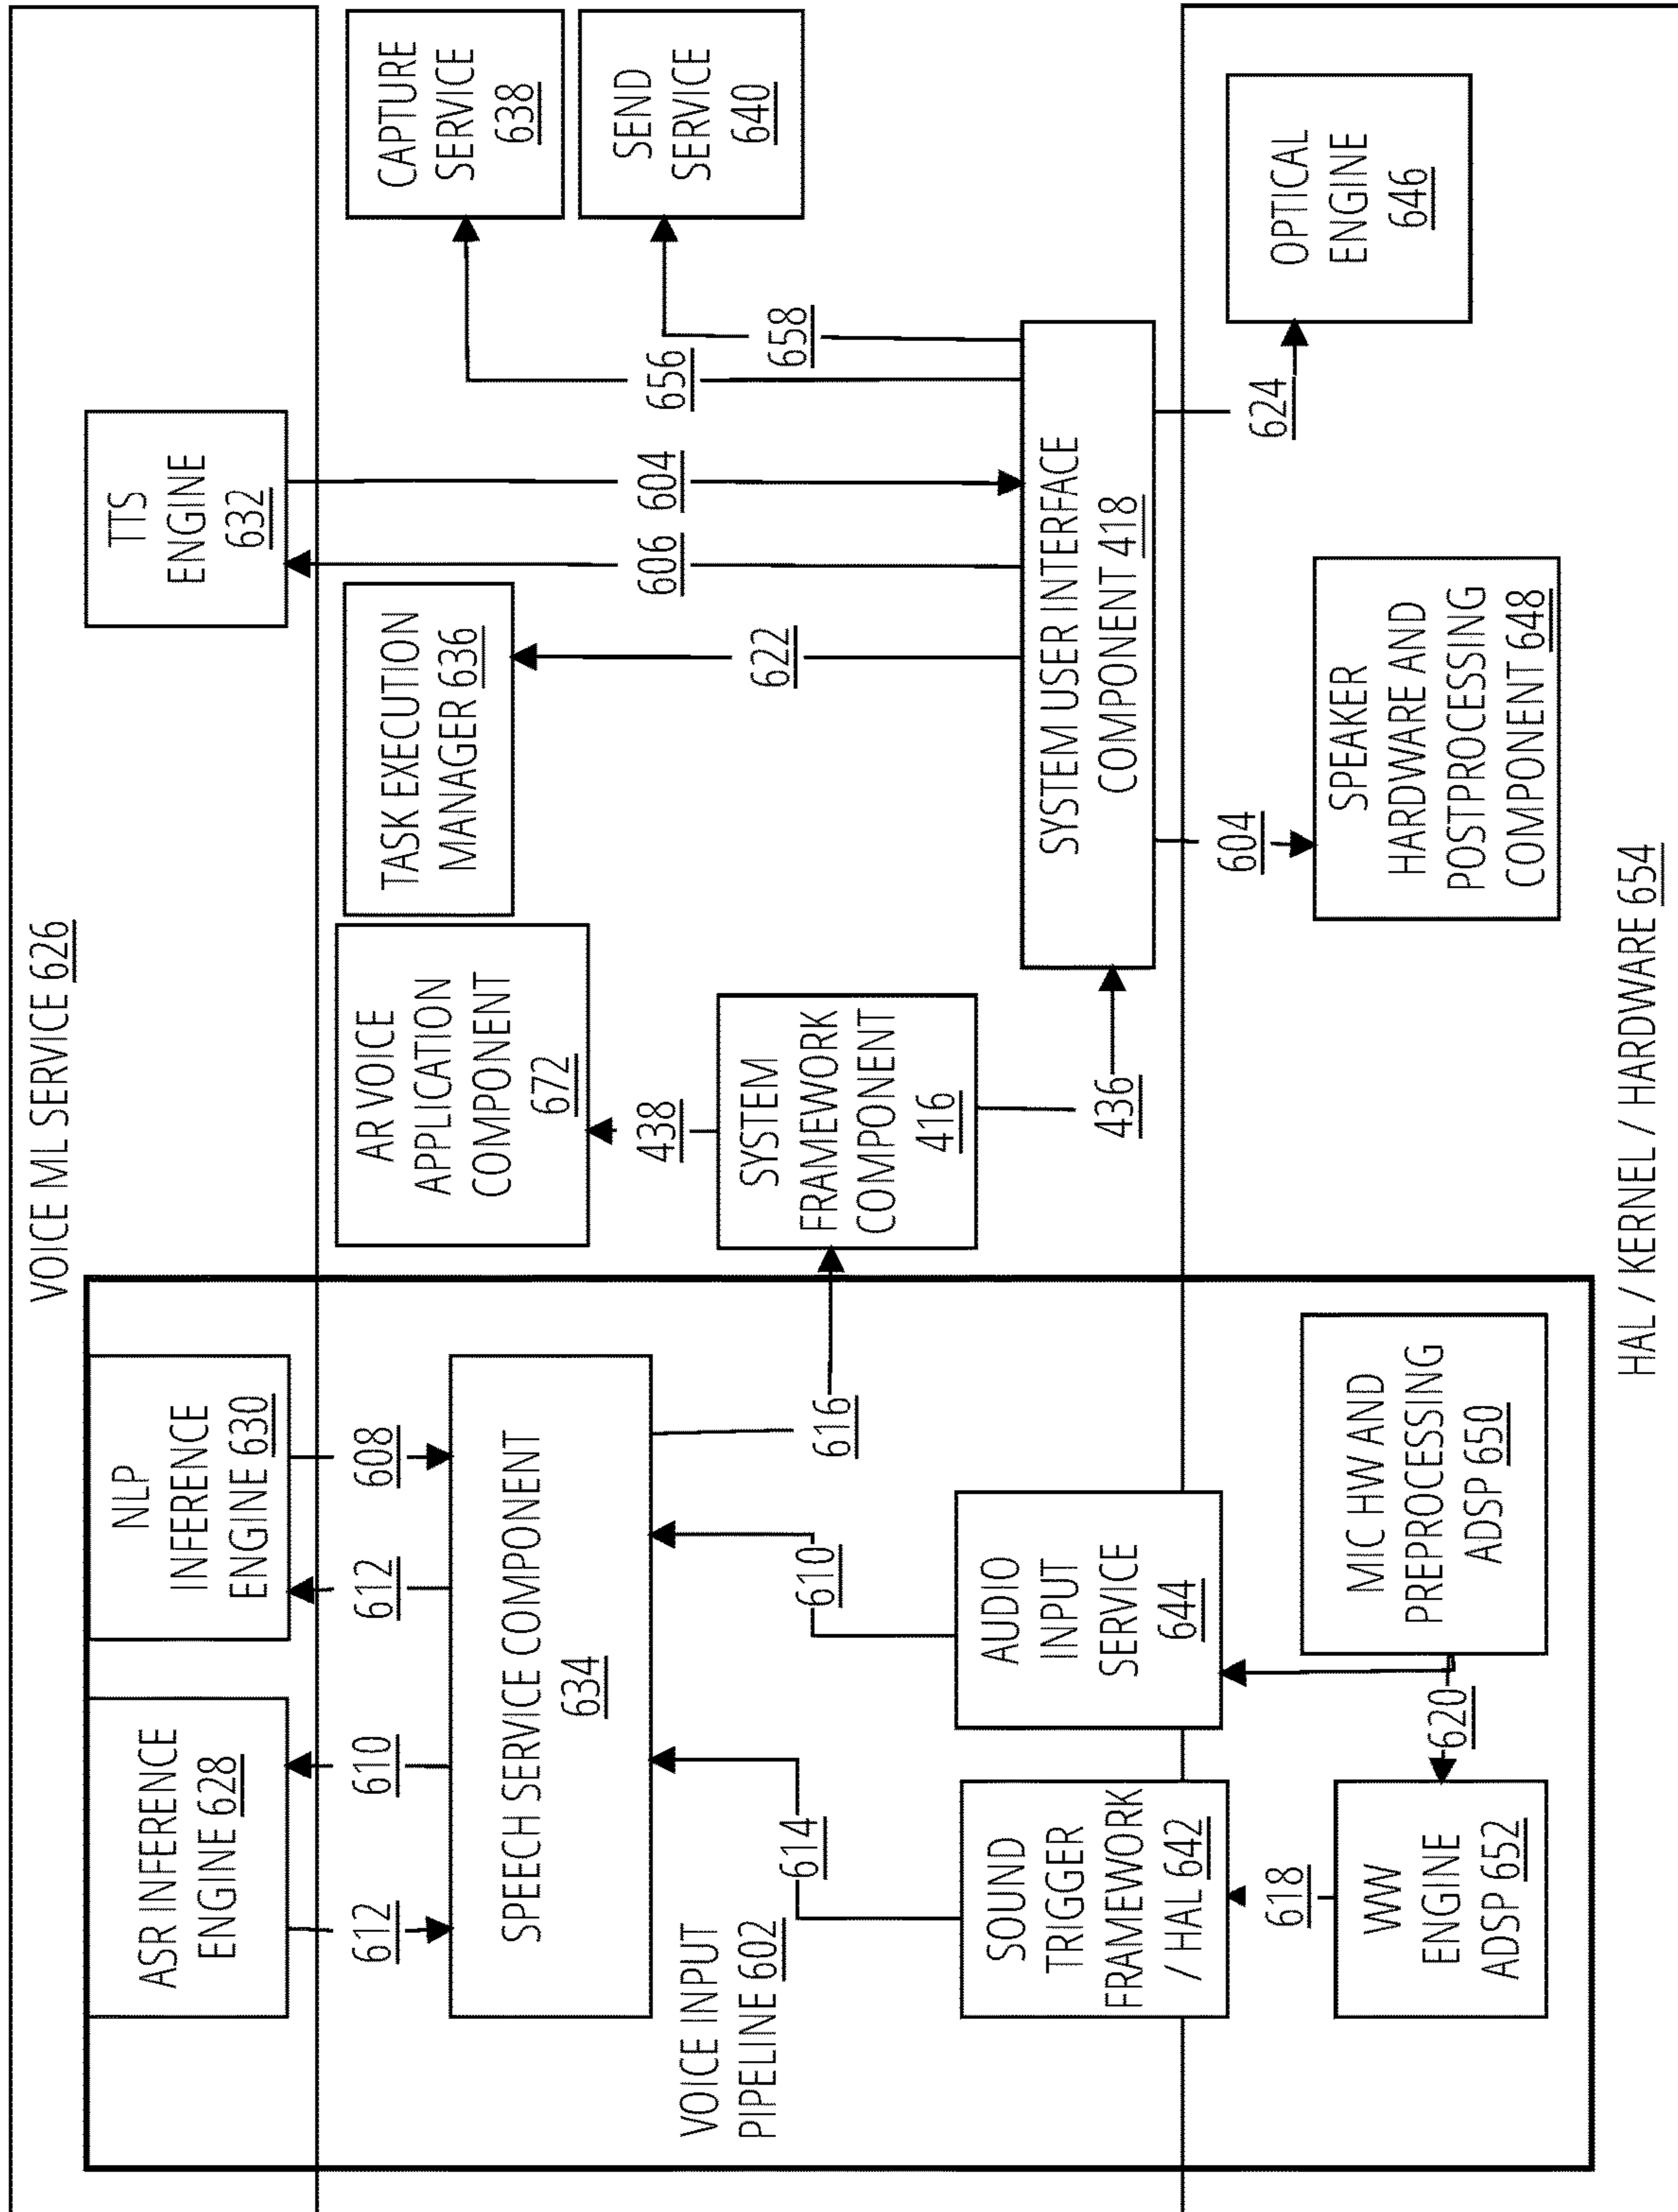 VOICE ML SERVICE 626
ASR INFERENCE
ENGINE 628
NLP
INFERENCE
ENGINE 630
TTS
ENGINE
632
612
610
612
608
SPEECH SERVICE COMPONENT
634
AR VOICE
APPLICATION
COMPONENT
672
TASK EXECUTION
MANAGER 636
CAPTURE
SERVICE
638
SEND
SERVICE
640
438
622
606
604
656
658
VOICE INPUT
PIPELINE 602
614
610
616
SYSTEM
FRAMEWORK
COMPONENT
416
436
SYSTEM USER INTERFACE
COMPONENT 418
SOUND
TRIGGER
FRAMEWORK
/ HAL 642
AUDIO
INPUT
SERVICE
644
604
624
618
620
WW
ENGINE
ADSP 652
MIC HW AND
PREPROCESSING
ADSP 650
SPEAKER
HARDWARE AND
POSTPROCESSING
COMPONENT 648
OPTICAL
ENGINE
646
HAL / KERNEL / HARDWARE 654